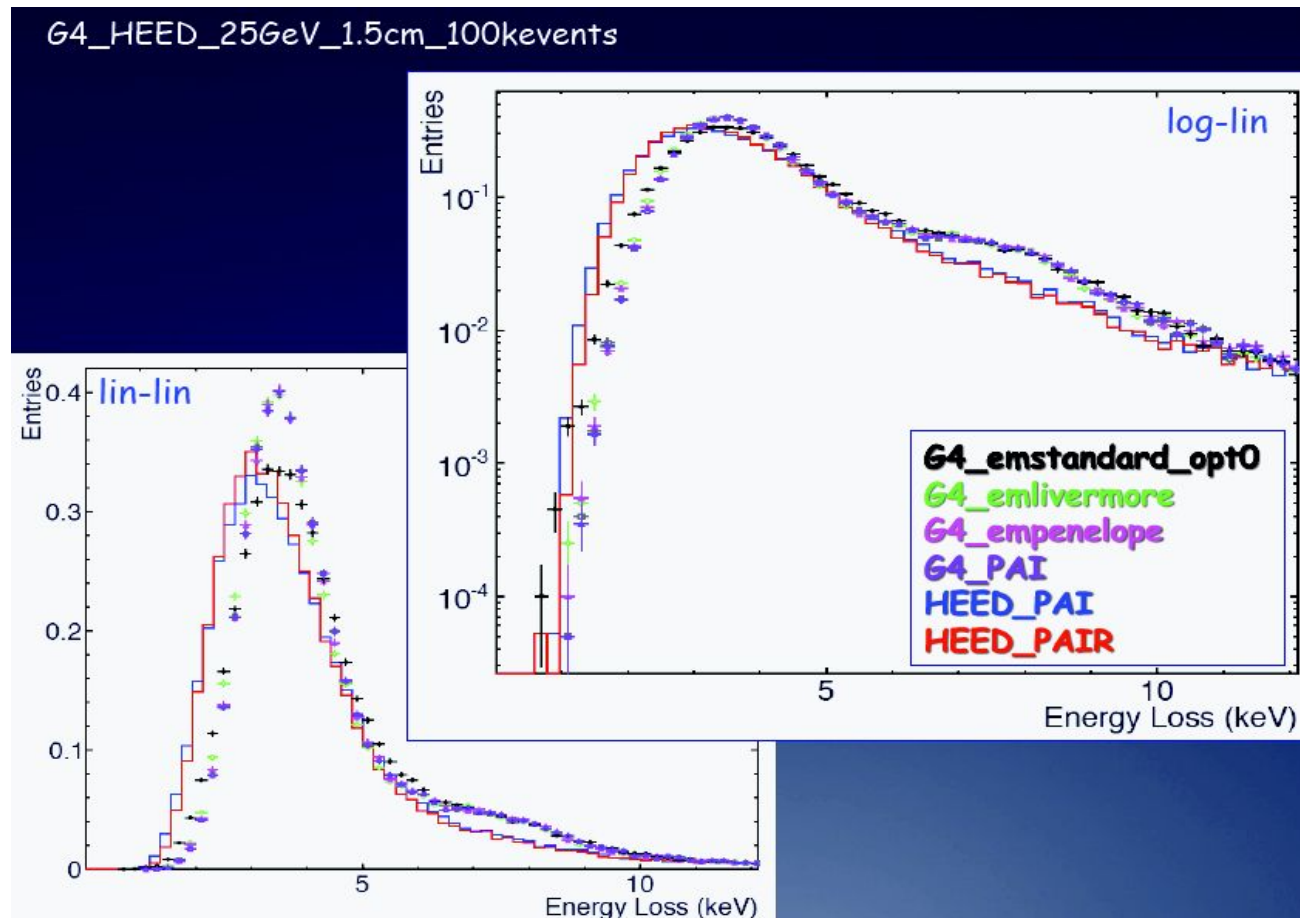 G4_HEED_25GeV_1.5cm_100kevents
log-lin
Entries
10^-1
10^-2
10^-3
10^-4
5
10
Energy Loss (keV)
G4_emstandard_opt0
G4_emlivermore
G4_empenelope
G4_PAI
HEED_PAI
HEED_PAIR
lin-lin
Entries
0.4
0.3
0.2
0.1
0
5
10
Energy Loss (keV)